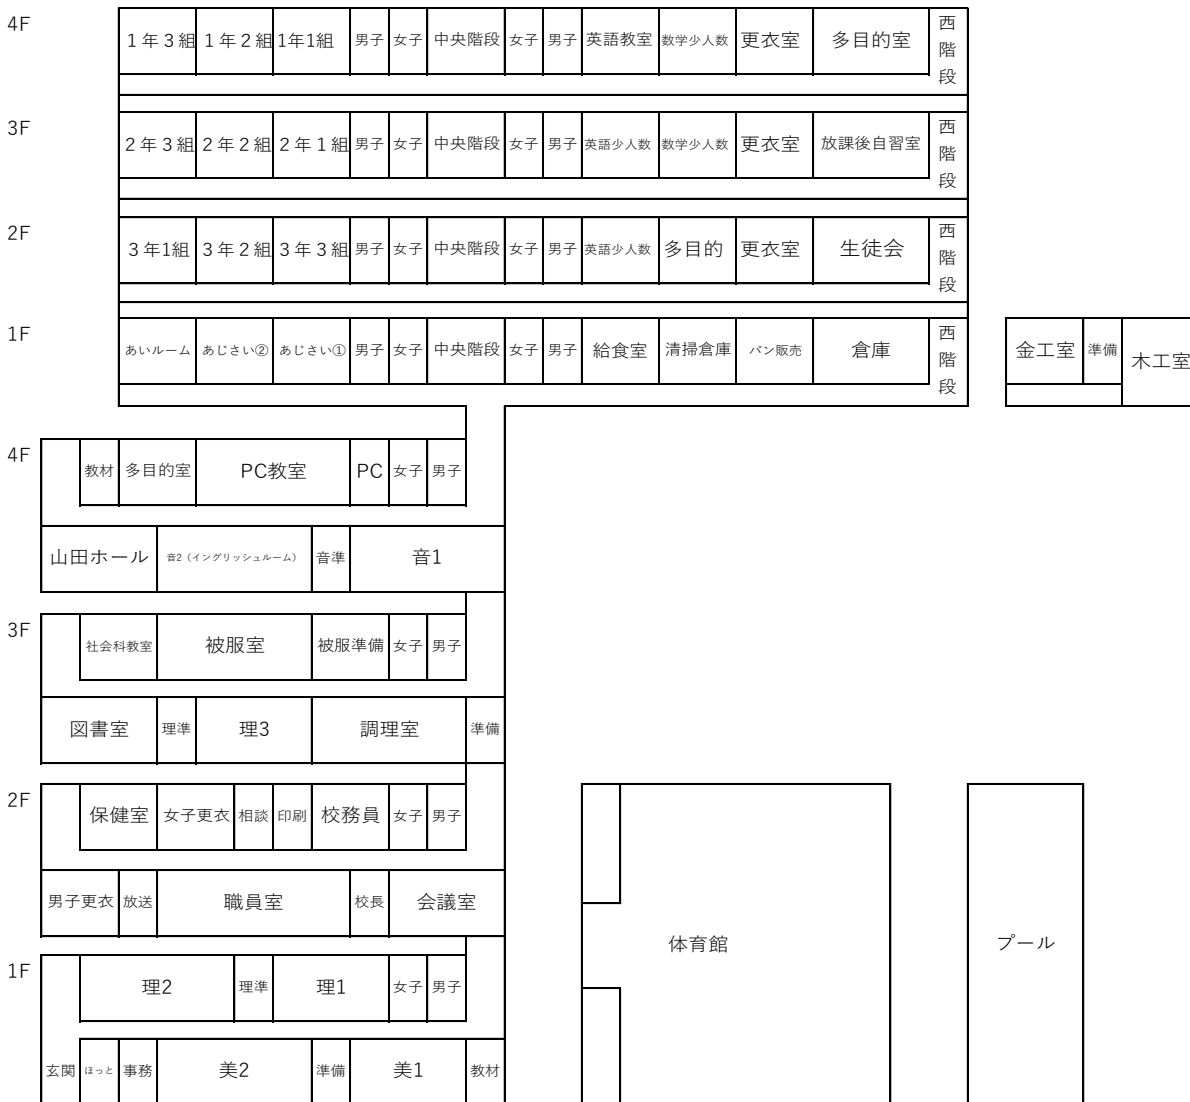 4F
１年３組 １年２組 1年1組 男子 女子 中央階段 女子 男子 英語教室 数学少人数 更衣室 多目的室 西階段
3F
２年３組 ２年２組 ２年１組 男子 女子 中央階段 女子 男子 英語少人数 数学少人数 更衣室 放課後自習室 西階段
2F
３年1組 ３年２組 ３年３組 男子 女子 中央階段 女子 男子 英語少人数 多目的 更衣室 生徒会 西階段
1F
あいルーム あじさい② あじさい① 男子 女子 中央階段 女子 男子 給食室 清掃倉庫 パン販売 倉庫 西階段 金工室 準備 木工室
4F
教材 多目的室 PC教室 PC 女子 男子
山田ホール 音2（イングリッシュルーム） 音準 音1
3F
社会科教室 被服室 被服準備 女子 男子
図書室 理準 理3 調理室 準備
2F
保健室 女子更衣 相談 印刷 校務員 女子 男子
男子更衣 放送 職員室 校長 会議室
体育館 プール
1F
理2 理準 理1 女子 男子
玄関 ほっと 事務 美2 準備 美1 教材